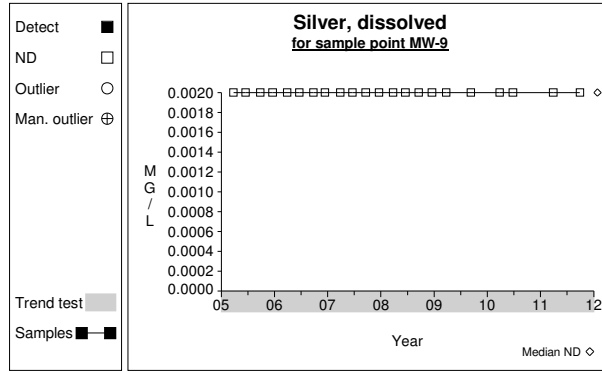 Detect
ND
Outlier
Man. outlier
Trend test
Samples
Silver, dissolved
for sample point MW-9
0.0020
0.0018
0.0016
0.0014
0.0012
0.0010
0.0008
0.0006
0.0004
0.0002
0.0000
M
G
/
L
05 06 07 08 09 10 11 12
Year
Median ND